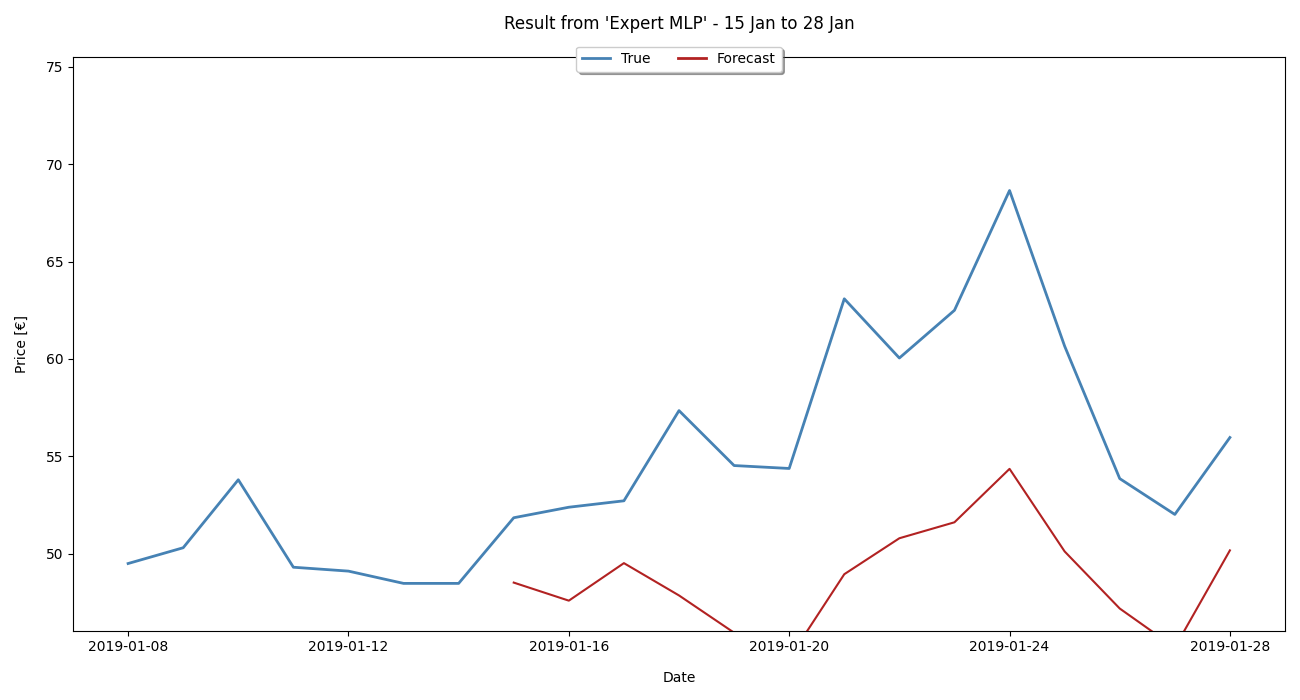 Result from 'Expert MLP' - 15 Jan to 28 Jan
True Forecast
75
70
65
60
55
50
Price [€]
2019-01-08 2019-01-12 2019-01-16 2019-01-20 2019-01-24 2019-01-28
Date